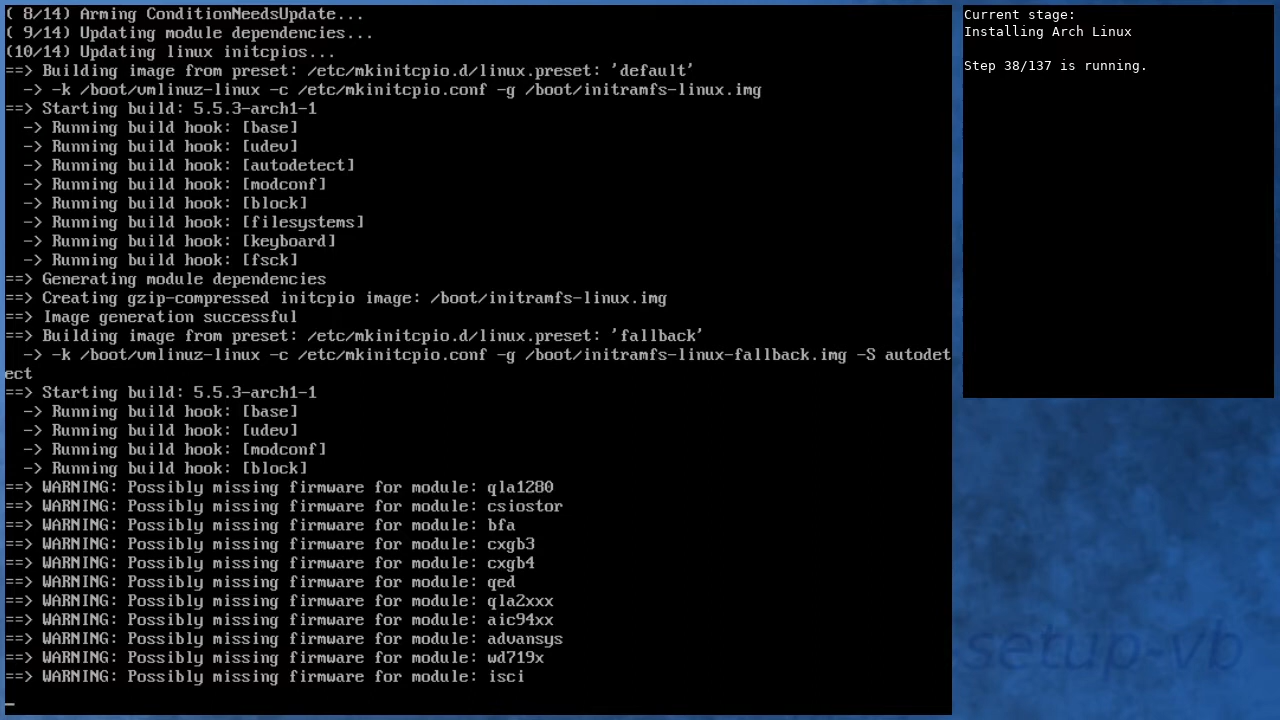 ( 8/14) Arming ConditionNeedsUpdate...
( 9/14) Updating module dependencies...
(10/14) Updating linux initcpios...
==> Building image from preset: /etc/mkinitcpio.d/linux.preset: 'default'
  -> -k /boot/vmlinuz-linux -c /etc/mkinitcpio.conf -g /boot/initramfs-linux.img
==> Starting build: 5.5.3-arch1-1
  -> Running build hook: [base]
  -> Running build hook: [udev]
  -> Running build hook: [autodetect]
  -> Running build hook: [modconf]
  -> Running build hook: [block]
  -> Running build hook: [filesystems]
  -> Running build hook: [keyboard]
  -> Running build hook: [fsck]
==> Generating module dependencies
==> Creating gzip-compressed initcpio image: /boot/initramfs-linux.img
==> Image generation successful
==> Building image from preset: /etc/mkinitcpio.d/linux.preset: 'fallback'
  -> -k /boot/vmlinuz-linux -c /etc/mkinitcpio.conf -g /boot/initramfs-linux-fallback.img -S autodet
ect
==> Starting build: 5.5.3-arch1-1
  -> Running build hook: [base]
  -> Running build hook: [udev]
  -> Running build hook: [modconf]
  -> Running build hook: [block]
==> WARNING: Possibly missing firmware for module: qla1280
==> WARNING: Possibly missing firmware for module: csiostor
==> WARNING: Possibly missing firmware for module: bfa
==> WARNING: Possibly missing firmware for module: cxgb3
==> WARNING: Possibly missing firmware for module: cxgb4
==> WARNING: Possibly missing firmware for module: qed
==> WARNING: Possibly missing firmware for module: qla2xxx
==> WARNING: Possibly missing firmware for module: aic94xx
==> WARNING: Possibly missing firmware for module: advansys
==> WARNING: Possibly missing firmware for module: wd719x
==> WARNING: Possibly missing firmware for module: isci
_
Current stage:
Installing Arch Linux
Step 38/137 is running.
setup-vb